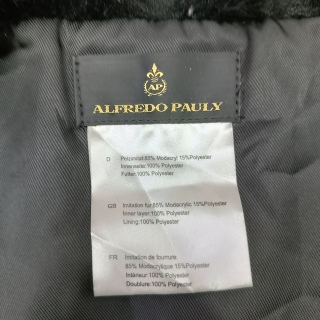 AP
ALFREDO PAULY
D Pelzimitat:85% Modacryl 15%Polyester
Innenseite:100% Polyester
Futter:100% Polyester
GB Imitation fur:85% Modacrylic 15%Polyester
Inner layer:100% Polyester
Lining:100% Polyester
FR Imitation de fourrure
85% Modacrylique 15%Polyester
Intérieur:100% Polyester
Doublure:100% Polyester